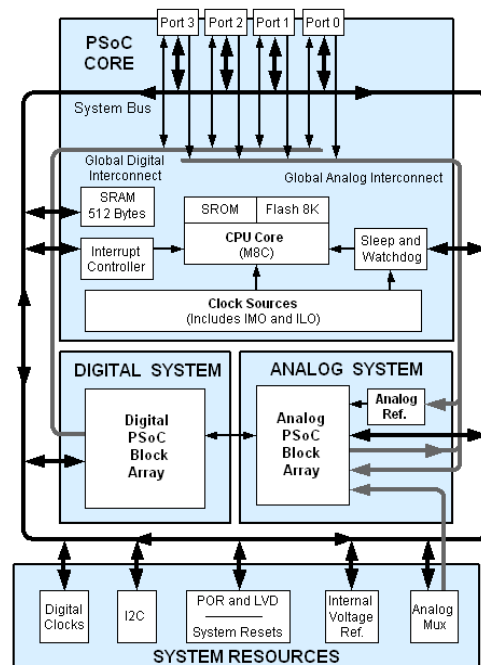 Port 3 Port 2 Port 1 Port 0
PSoC
CORE
System Bus
Global Digital
Interconnect
Global Analog Interconnect
SRAM
512 Bytes
SROM Flash 8K
CPU Core
(M8C)
Interrupt
Controller
Sleep and
Watchdog
Clock Sources
(Includes IMO and ILO)
DIGITAL SYSTEM
ANALOG SYSTEM
Digital
PSoC
Block
Array
Analog
PSoC
Block
Array
Analog
Ref.
Digital
Clocks
I2C
POR and LVD
System Resets
Internal
Voltage
Ref.
Analog
Mux
SYSTEM RESOURCES